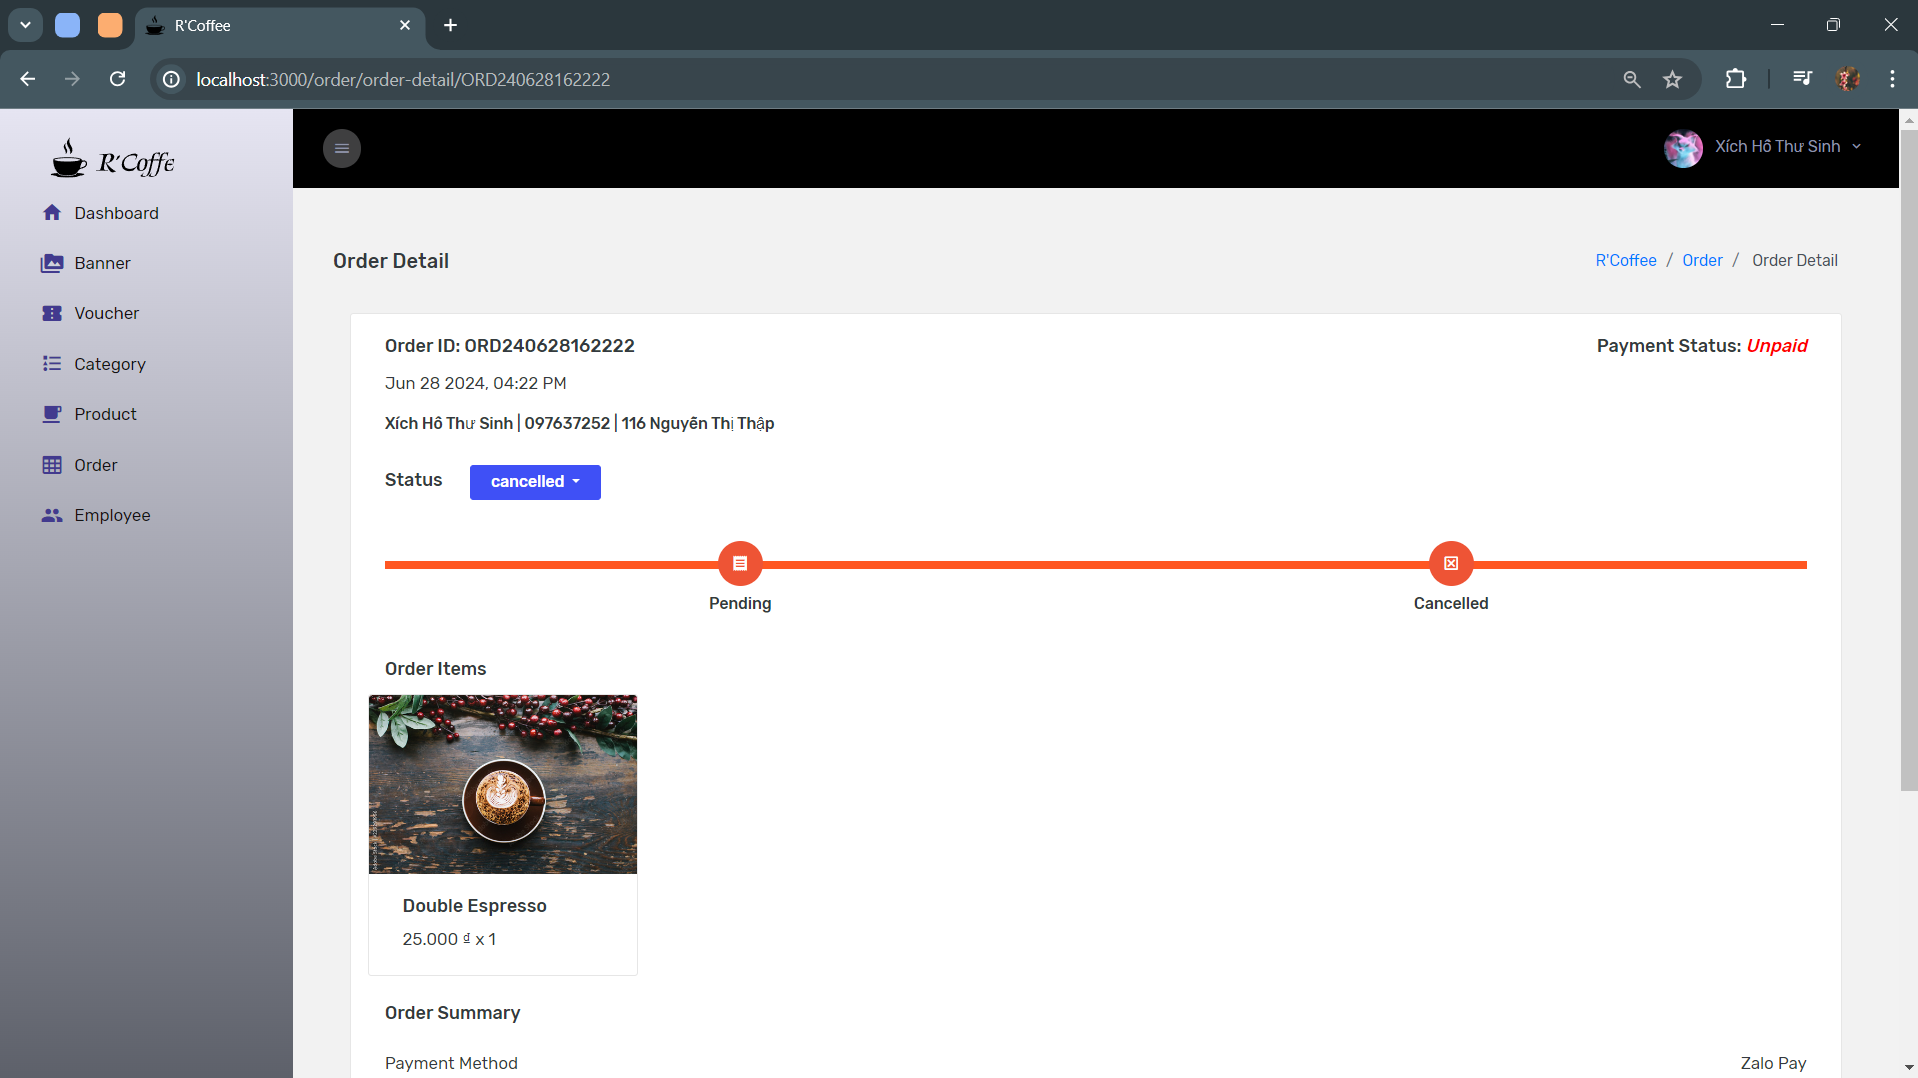 R'Coffee
localhost:3000/order/order-detail/ORD240628162222
R'Coffe
Xích Hồ Thư Sinh
Dashboard
Banner
Voucher
Category
Product
Order
Employee
Order Detail
R'Coffee / Order / Order Detail
Order ID: ORD240628162222
Payment Status: Unpaid
Jun 28 2024, 04:22 PM
Xích Hồ Thư Sinh | 097637252 | 116 Nguyễn Thị Thập
Status
cancelled
Pending
Cancelled
Order Items
Double Espresso
25.000 ₫ x 1
Order Summary
Payment Method
Zalo Pay